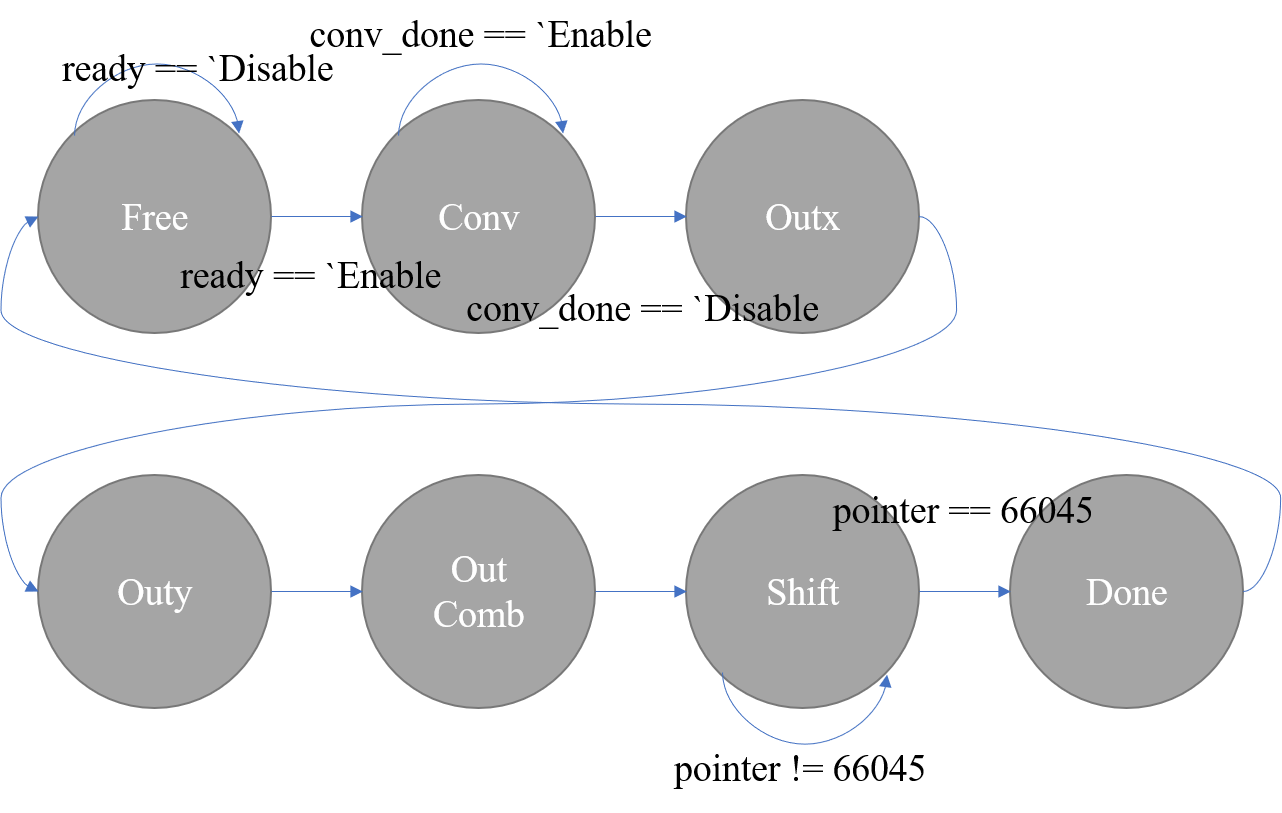 conv_done == `Enable
ready == `Disable
Free
Conv
Outx
ready == `Enable
conv_done == `Disable
pointer == 66045
Outy
Out
Comb
Shift
Done
pointer != 66045